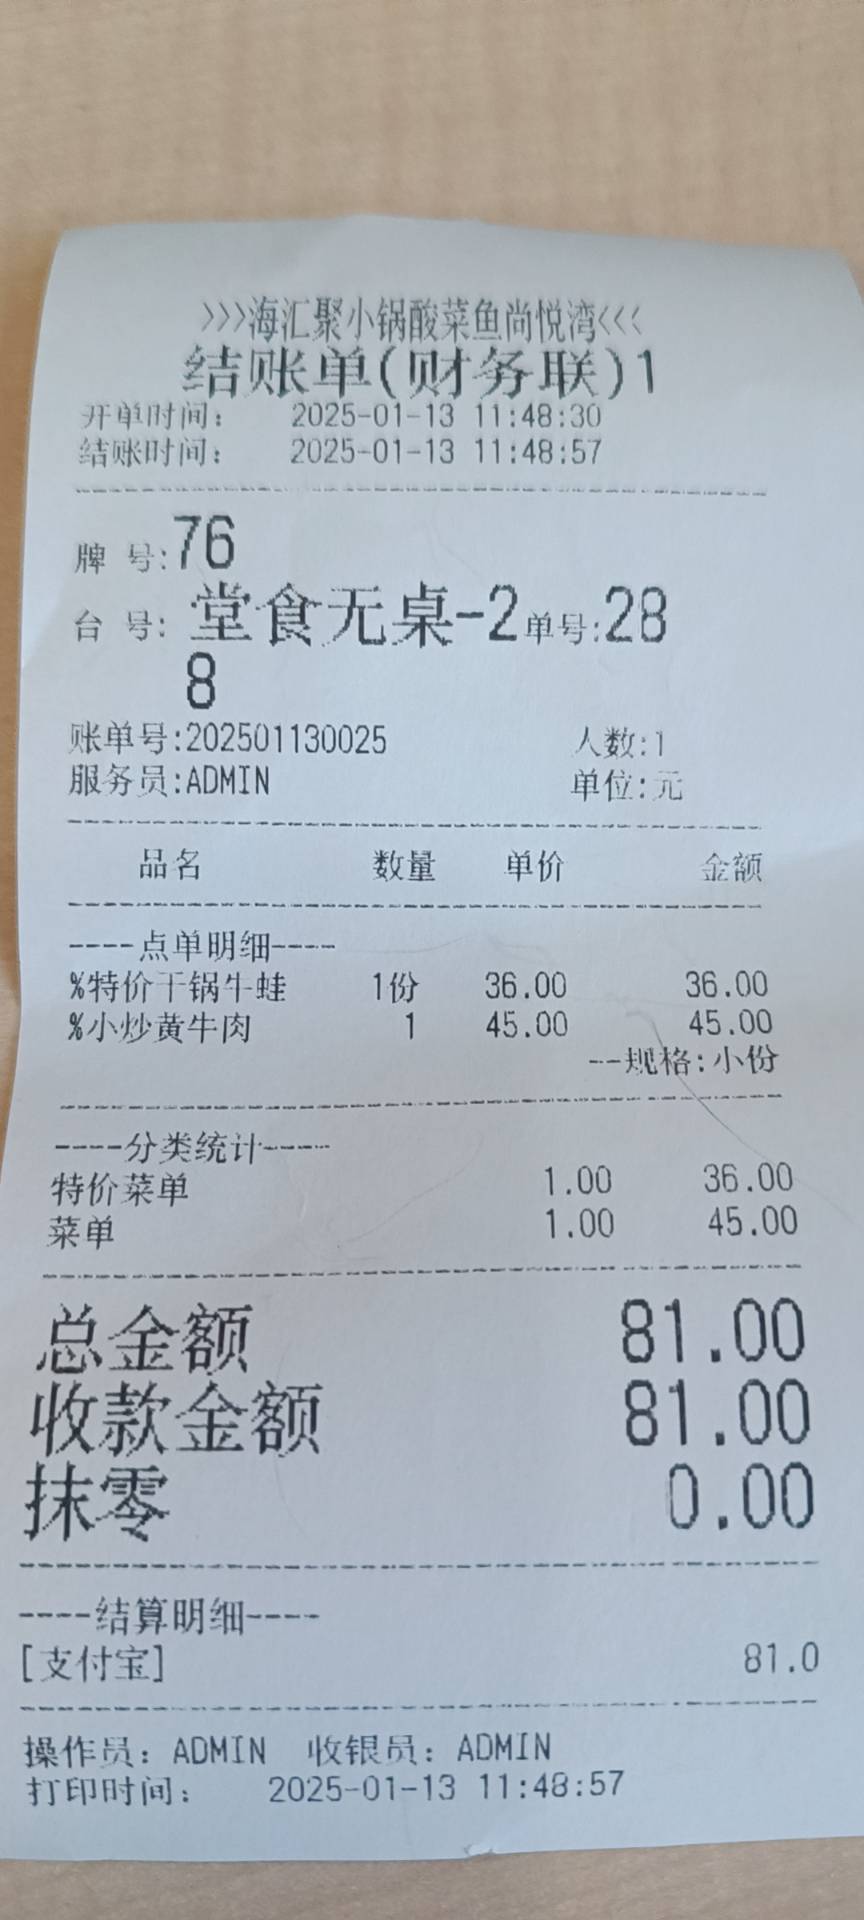 >>>海汇聚小锅酸菜鱼尚悦湾<<<
结账单(财务联)1
开单时间: 2025-01-13 11:48:30
结账时间: 2025-01-13 11:48:57
牌 号:76
台 号: 堂食无桌-2单号:28
8
账单号:202501130025 人数:1
服务员:ADMIN 单位:元
品名 数量 单价 金额
----点单明细----
%特价干锅牛蛙 1份 36.00 36.00
%小炒黄牛肉 1 45.00 45.00
--规格:小份
----分类统计----
特价菜单 1.00 36.00
菜单 1.00 45.00
总金额 81.00
收款金额 81.00
抹零 0.00
----结算明细----
[支付宝] 81.0
操作员: ADMIN 收银员: ADMIN
打印时间: 2025-01-13 11:48:57